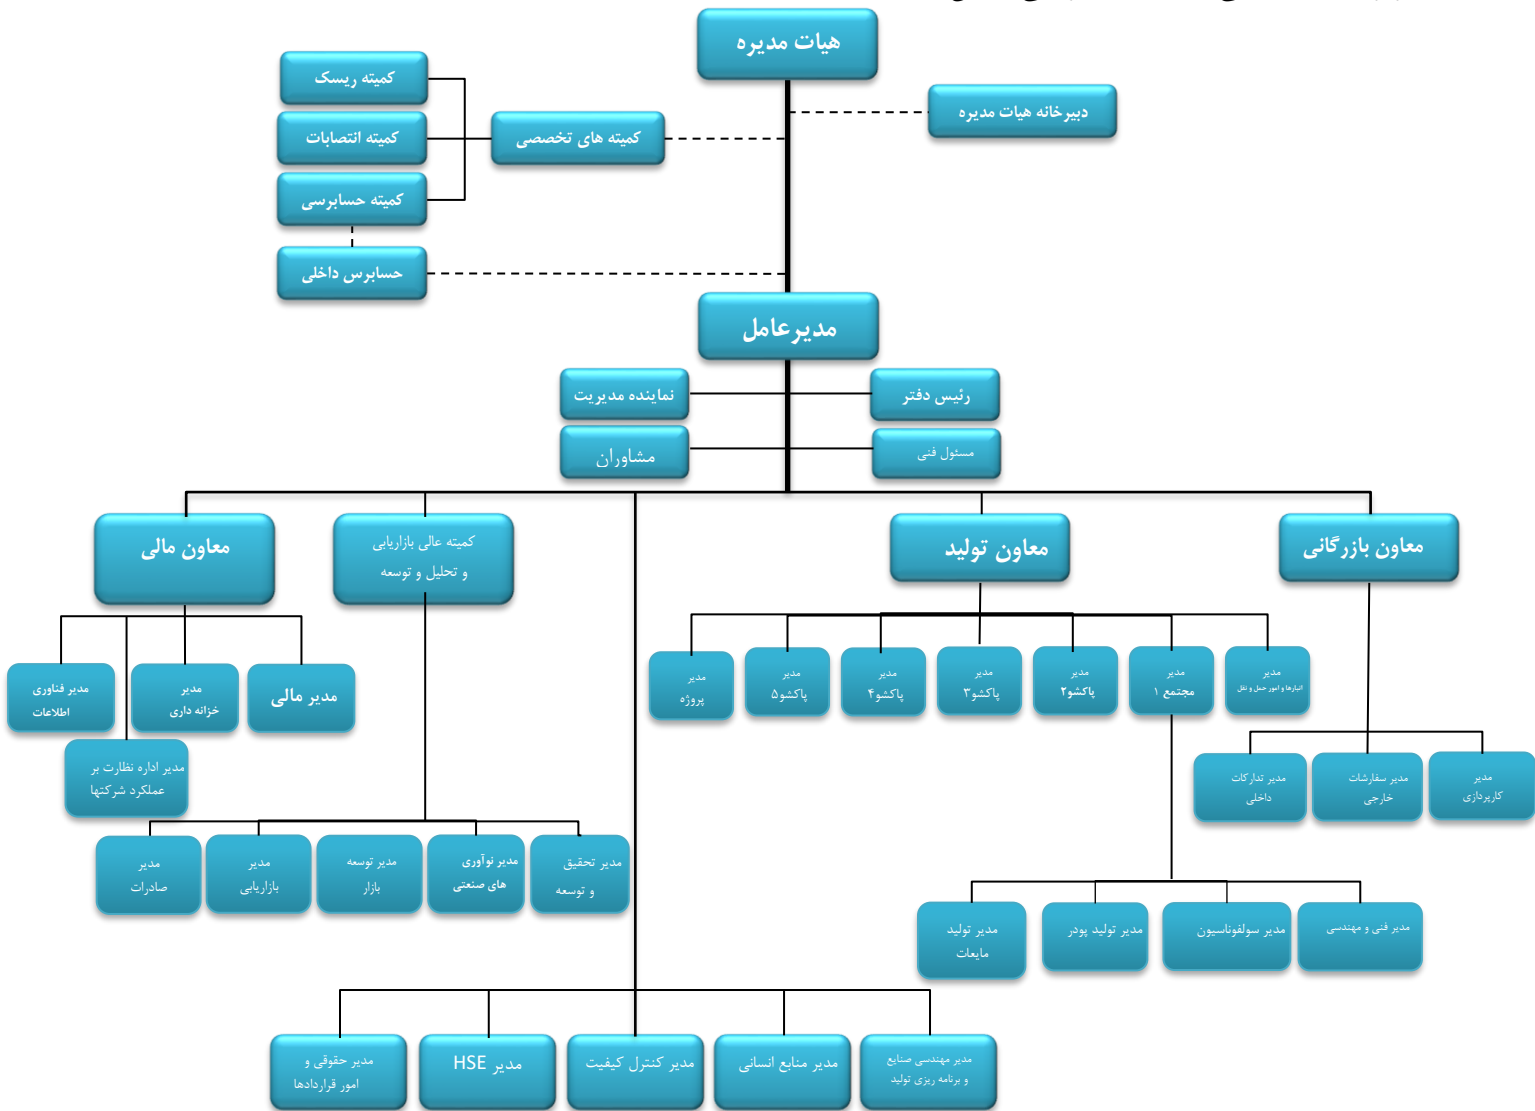 هیات مدیره
دبیرخانه هیات مدیره
کمیته های تخصصی
کمیته ریسک
کمیته انتصابات
کمیته حسابرسی
حسابرس داخلی
مدیرعامل
رئیس دفتر
نماینده مدیریت
مسئول فنی
مشاوران
معاون بازرگانی
معاون تولید
کمیته عالی بازاریابی
و تحلیل و توسعه
معاون مالی
مدیر
انبارها و امور حمل و نقل
مدیر
مجتمع ۱
مدیر
پاکشو۲
مدیر
پاکشو۳
مدیر
پاکشو۴
مدیر
پاکشو۵
مدیر
پروژه
مدیر مالی
مدیر
خزانه داری
مدیر فناوری
اطلاعات
مدیر اداره نظارت بر
عملکرد شرکتها
مدیر
کارپردازی
مدیر سفارشات
خارجی
مدیر تدارکات
داخلی
مدیر تحقیق
و توسعه
مدیر نوآوری
های صنعتی
مدیر توسعه
بازار
مدیر
بازاریابی
مدیر
صادرات
مدیر فنی و مهندسی
مدیر سولفوناسیون
مدیر تولید پودر
مدیر تولید
مایعات
مدیر مهندسی صنایع
و برنامه ریزی تولید
مدیر منابع انسانی
مدیر کنترل کیفیت
مدیر HSE
مدیر حقوقی و
امور قراردادها